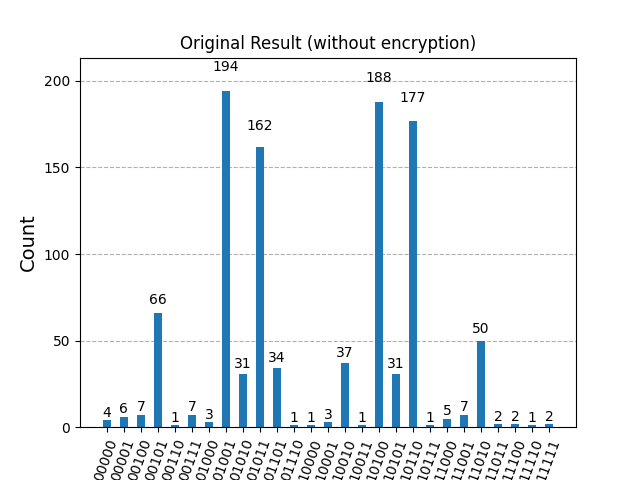 Original Result (without encryption)
Count
200
150
100
50
0
4 6 7 66 1 7 3 194 31 162 34 1 1 3 37 1 188 31 177 1 5 7 50 2 2 1 2
00000 00001 00100 00101 00110 00111 01000 01001 01010 01011 01101 01110 10000 10001 10010 10011 10100 10101 10110 10111 11000 11001 11010 11011 11100 11110 11111